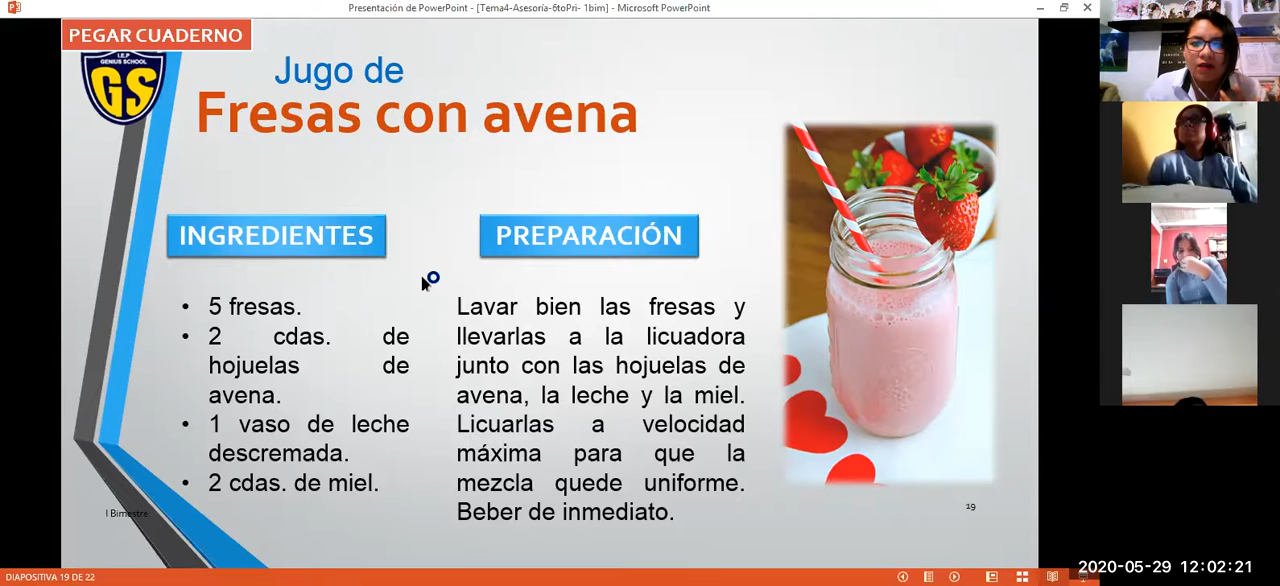 Presentación de PowerPoint - [Tema4-Asesoría-6toPri- 1bim] - Microsoft PowerPoint
PEGAR CUADERNO
I.E.P
GENIUS SCHOOL
GS
Jugo de
Fresas con avena
INGREDIENTES
• 5 fresas.
• 2 cdas. de
hojuelas de
avena.
• 1 vaso de leche
descremada.
• 2 cdas. de miel.
PREPARACIÓN
Lavar bien las fresas y
llevarlas a la licuadora
junto con las hojuelas de
avena, la leche y la miel.
Licuarlas a velocidad
máxima para que la
mezcla quede uniforme.
Beber de inmediato.
I Bimestre
19
DIAPOSITIVA 19 DE 22
2020-05-29 12:02:21